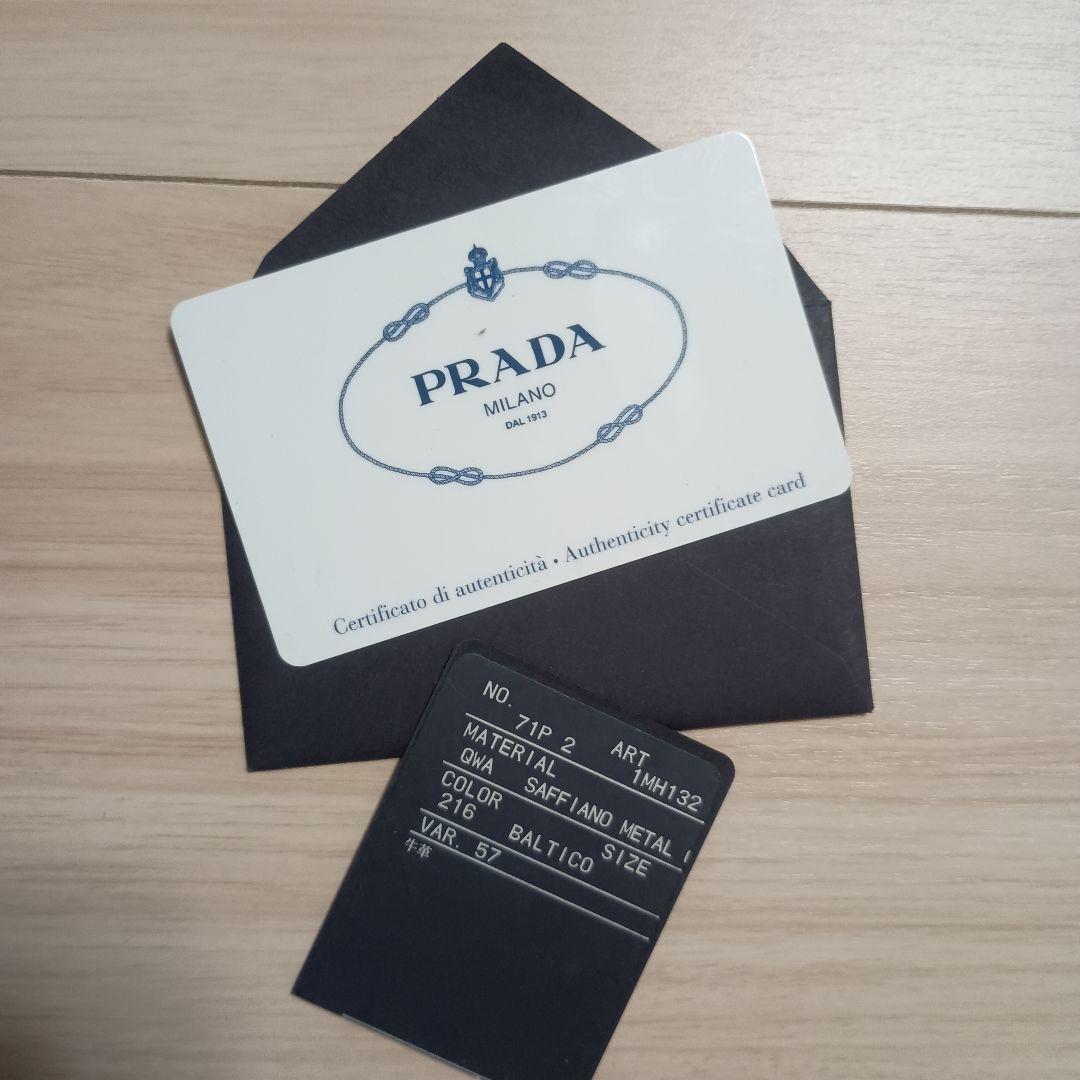 PRADA
MILANO
DAL 1913
Certificato di autenticità • Authenticity certificate card
NO. ART
71P 2 1MH132
MATERIAL
QWA SAFFIANO METAL
COLOR SIZE
216 BALTICO
VAR. 57
牛革